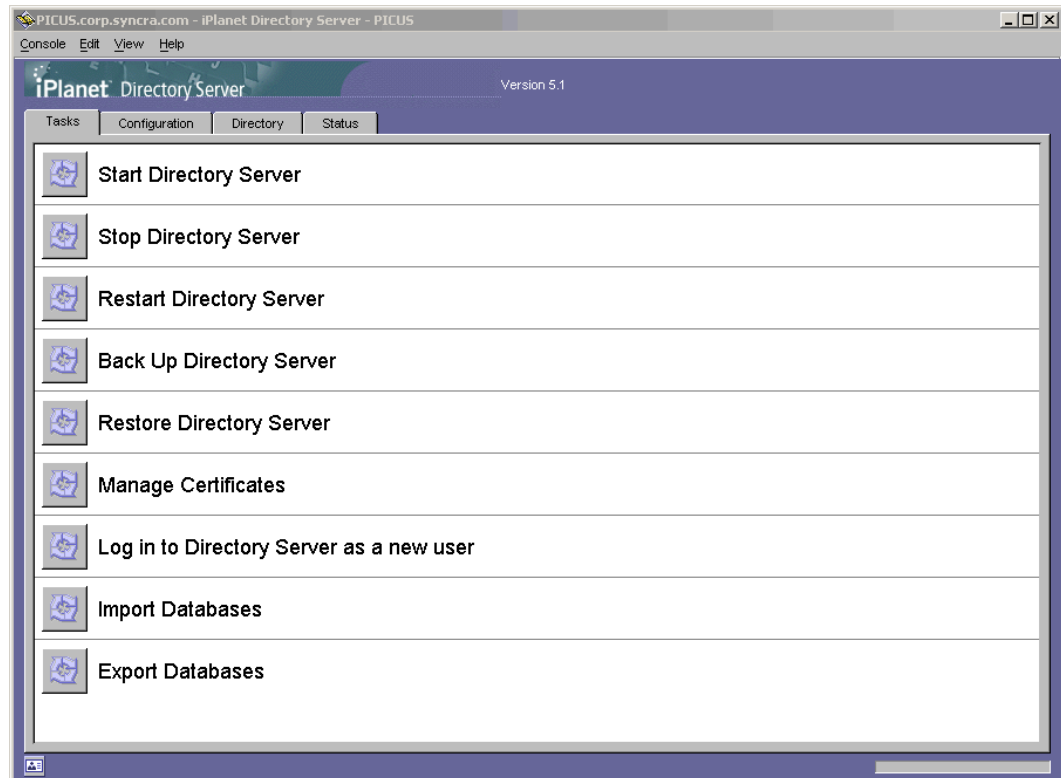 PICUS.corp.syncra.com - iPlanet Directory Server - PICUS
Console Edit View Help
iPlanet Directory Server
Version 5.1
Tasks Configuration Directory Status
Start Directory Server
Stop Directory Server
Restart Directory Server
Back Up Directory Server
Restore Directory Server
Manage Certificates
Log in to Directory Server as a new user
Import Databases
Export Databases